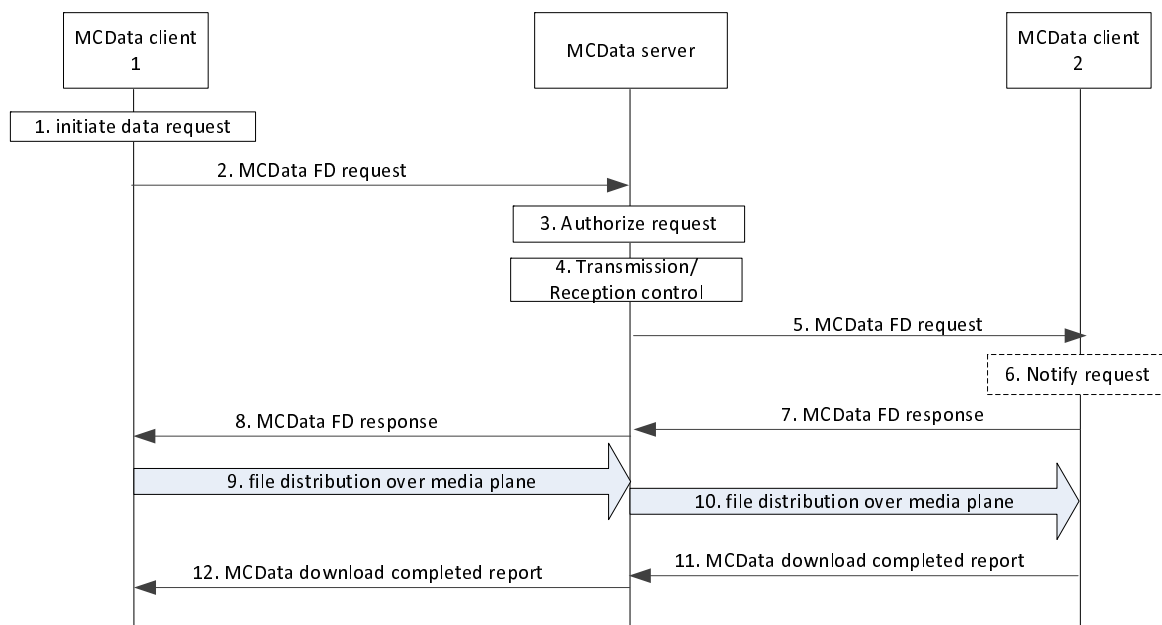 MCData client
1
MCData server
MCData client
2
1. initiate data request
2. MCData FD request
3. Authorize request
4. Transmission/
Reception control
5. MCData FD request
6. Notify request
7. MCData FD response
8. MCData FD response
9. file distribution over media plane
10. file distribution over media plane
11. MCData download completed report
12. MCData download completed report